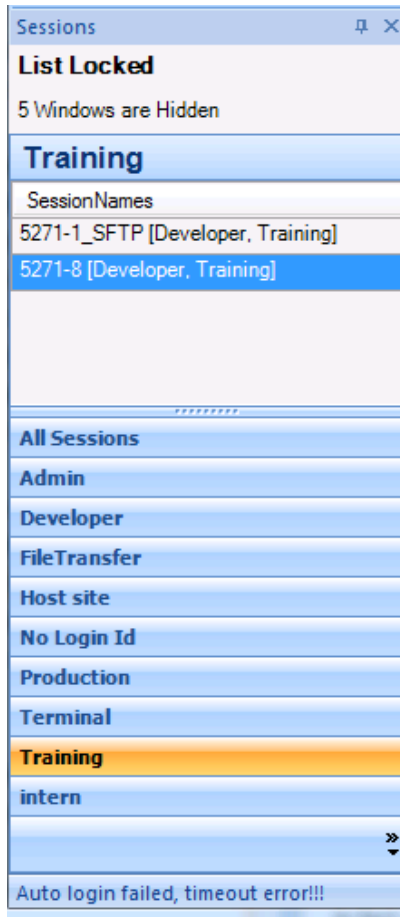 Sessions
List Locked
5 Windows are Hidden
Training
SessionNames
5271-1_SFTP [Developer, Training]
5271-8 [Developer, Training]
All Sessions
Admin
Developer
FileTransfer
Host site
No Login Id
Production
Terminal
Training
intern
Auto login failed, timeout error!!!